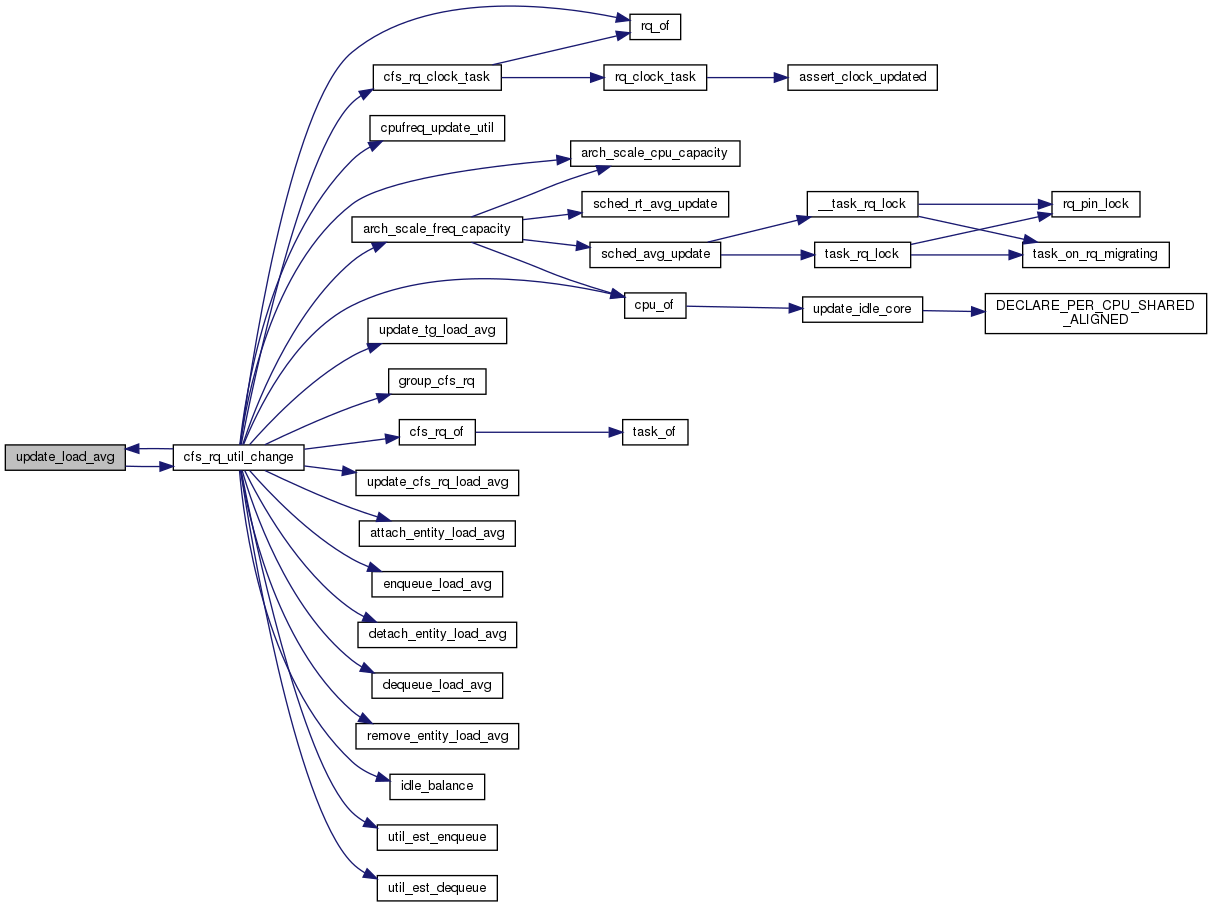 rq_of
cfs_rq_clock_task
rq_clock_task
assert_clock_updated
cpufreq_update_util
arch_scale_cpu_capacity
sched_rt_avg_update
__task_rq_lock
rq_pin_lock
arch_scale_freq_capacity
sched_avg_update
task_rq_lock
task_on_rq_migrating
cpu_of
update_idle_core
DECLARE_PER_CPU_SHARED
_ALIGNED
update_tg_load_avg
group_cfs_rq
cfs_rq_of
task_of
update_load_avg
cfs_rq_util_change
update_cfs_rq_load_avg
attach_entity_load_avg
enqueue_load_avg
detach_entity_load_avg
dequeue_load_avg
remove_entity_load_avg
idle_balance
util_est_enqueue
util_est_dequeue